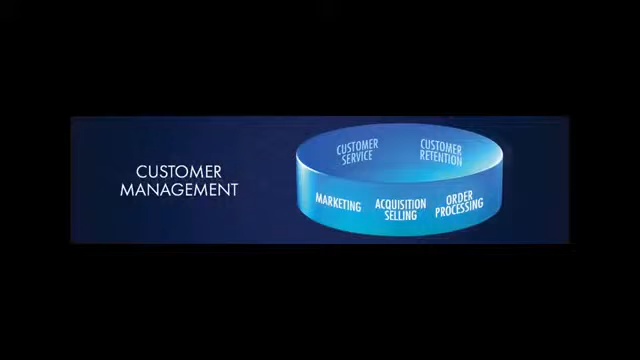 CUSTOMER
MANAGEMENT
CUSTOMER
SERVICE
CUSTOMER
RETENTION
MARKETING
ACQUISITION
SELLING
ORDER
PROCESSING